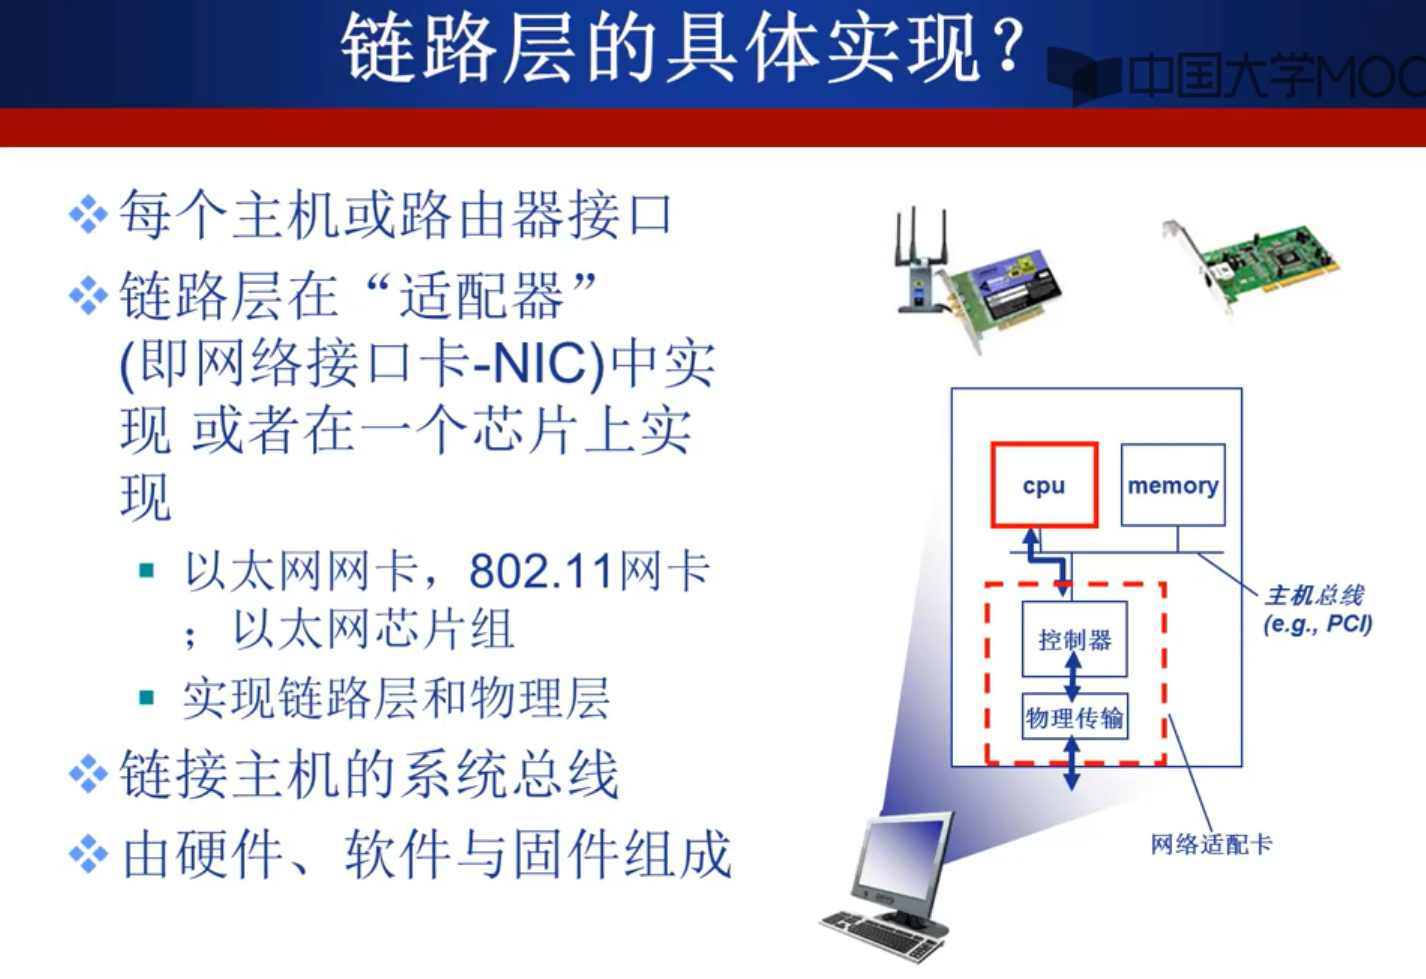 链路层的具体实现？
中国大学MOO
每个主机或路由器接口
链路层在“适配器”
(即网络接口卡-NIC)中实
现 或者在一个芯片上实
现
以太网网卡，802.11网卡
；以太网芯片组
实现链路层和物理层
链接主机的系统总线
由硬件、软件与固件组成
cpu
memory
主机总线
(e.g., PCI)
控制器
物理传输
网络适配卡